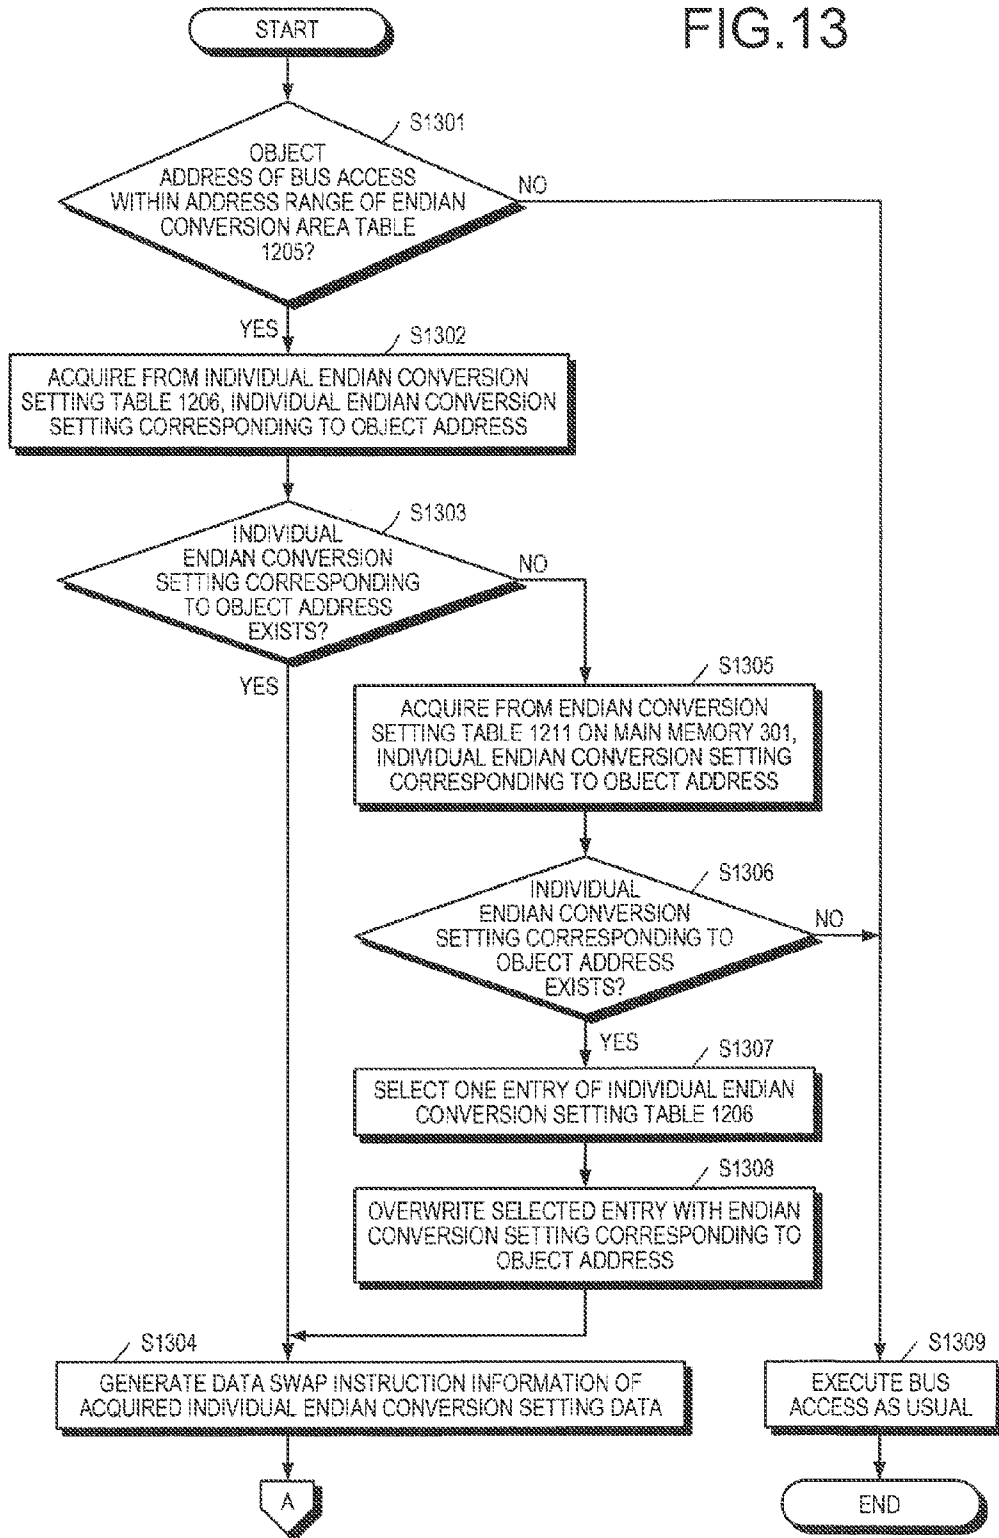 FIG.13
START
S1301
OBJECT
ADDRESS OF BUS ACCESS
WITHIN ADDRESS RANGE OF ENDIAN
CONVERSION AREA TABLE
1205?
NO
YES
S1302
ACQUIRE FROM INDIVIDUAL ENDIAN CONVERSION
SETTING TABLE 1206, INDIVIDUAL ENDIAN CONVERSION
SETTING CORRESPONDING TO OBJECT ADDRESS
S1303
INDIVIDUAL
ENDIAN CONVERSION
SETTING CORRESPONDING
TO OBJECT ADDRESS
EXISTS?
NO
YES
S1305
ACQUIRE FROM ENDIAN CONVERSION
SETTING TABLE 1211 ON MAIN MEMORY 301,
INDIVIDUAL ENDIAN CONVERSION SETTING
CORRESPONDING TO OBJECT ADDRESS
S1306
INDIVIDUAL
ENDIAN CONVERSION
SETTING CORRESPONDING TO
OBJECT ADDRESS
EXISTS?
NO
YES
S1307
SELECT ONE ENTRY OF INDIVIDUAL ENDIAN
CONVERSION SETTING TABLE 1206
S1308
OVERWRITE SELECTED ENTRY WITH ENDIAN
CONVERSION SETTING CORRESPONDING TO
OBJECT ADDRESS
S1304
GENERATE DATA SWAP INSTRUCTION INFORMATION OF
ACQUIRED INDIVIDUAL ENDIAN CONVERSION SETTING DATA
S1309
EXECUTE BUS
ACCESS AS USUAL
A
END